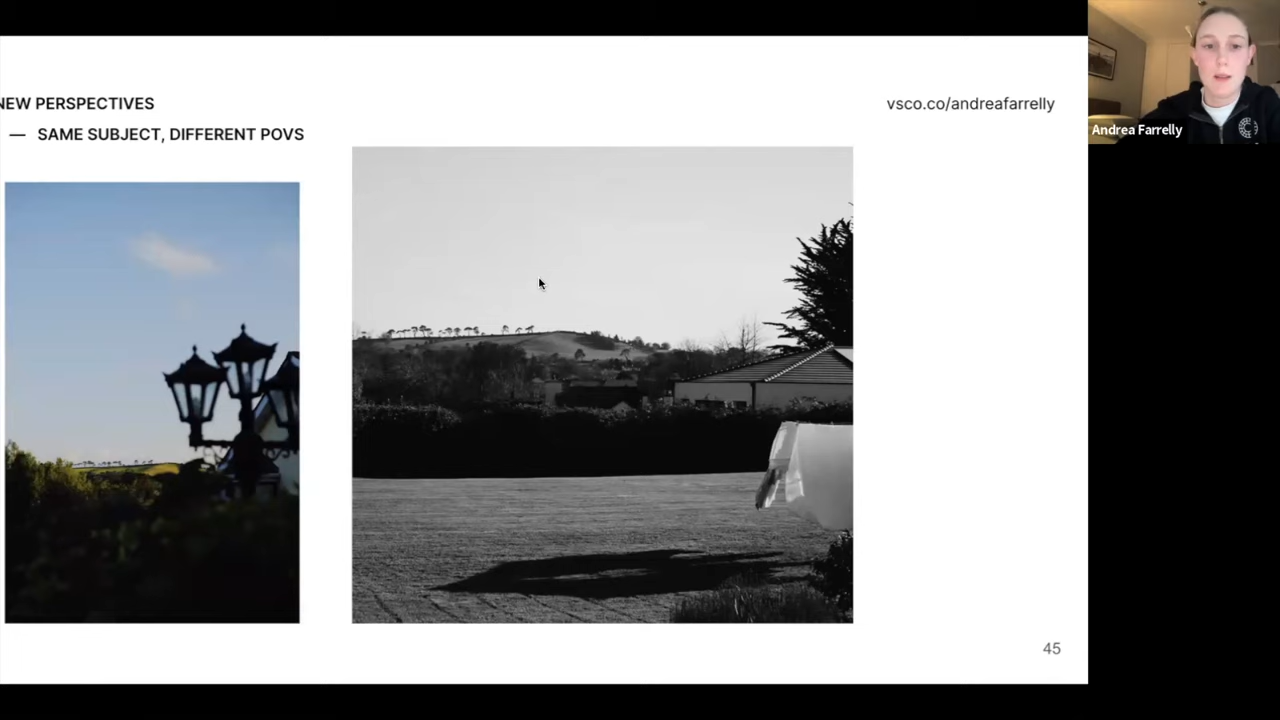 NEW PERSPECTIVES
vsco.co/andreafarrelly
— SAME SUBJECT, DIFFERENT POVS
Andrea Farrelly
45